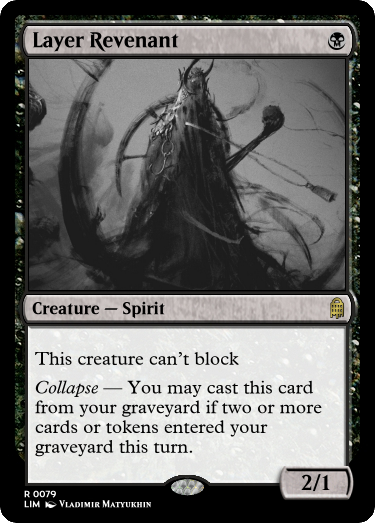 Layer Revenant
Creature — Spirit
This creature can't block
Collapse — You may cast this card
from your graveyard if two or more
cards or tokens entered your
graveyard this turn.
2/1
R 0079
LIM Vladimir Matyukhin